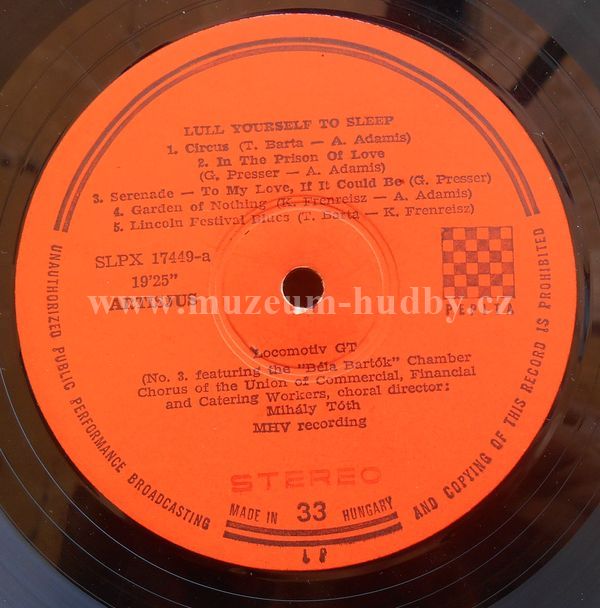 LULL YOURSELF TO SLEEP
1. Circus (T. Barta — A. Adamis)
2. In The Prison Of Love
(G. Presser — A. Adamis)
3. Serenade — To My Love, If It Could Be (G. Presser)
4. Garden of Nothing (K. Frenreisz — A. Adamis)
5. Lincoln Festival Blues (T. Barta — K. Frenreisz)
SLPX 17449-a
19'25"
ARTISJUS
PEPITA
www.muzeum-hudby.cz
Locomotiv GT
(No. 3. featuring the "Béla Bartók" Chamber
Chorus of the Union of Commercial, Financial
and Catering Workers, choral director:
Mihály Tóth
MHV recording
STEREO
MADE IN 33 HUNGARY
LP
UNAUTHORIZED PUBLIC PERFORMANCE BROADCASTING
AND COPYING OF THIS RECORD IS PROHIBITED